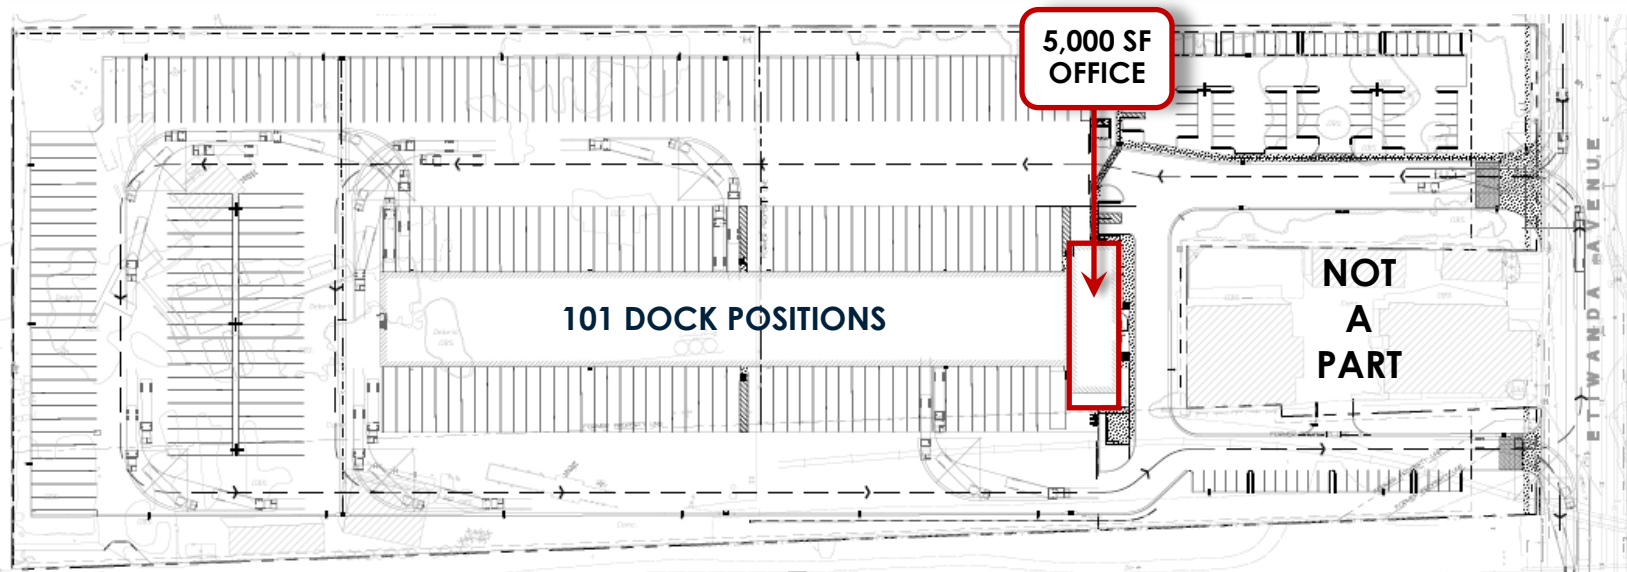 5,000 SF
OFFICE
101 DOCK POSITIONS
NOT
A
PART
ETIWANDA AVENUE